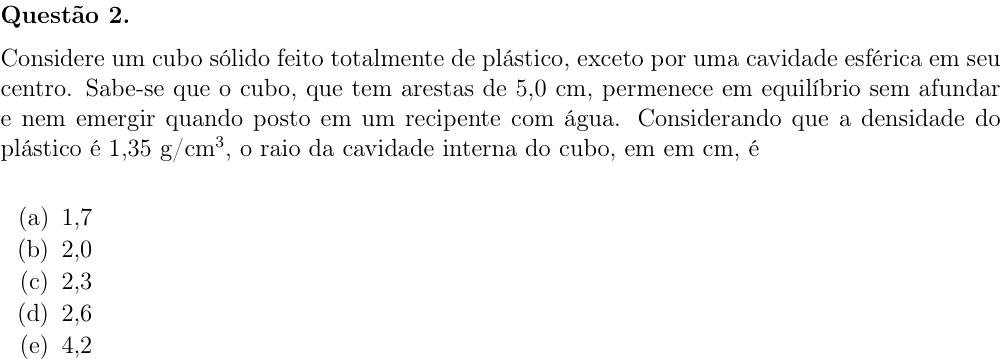 Questão 2.
Considere um cubo sólido feito totalmente de plástico, exceto por uma cavidade esférica em seu
centro. Sabe-se que o cubo, que tem arestas de 5,0 cm, permenece em equilíbrio sem afundar
e nem emergir quando posto em um recipente com água. Considerando que a densidade do
plástico é 1,35 g/cm³, o raio da cavidade interna do cubo, em em cm, é
(a) 1,7
(b) 2,0
(c) 2,3
(d) 2,6
(e) 4,2